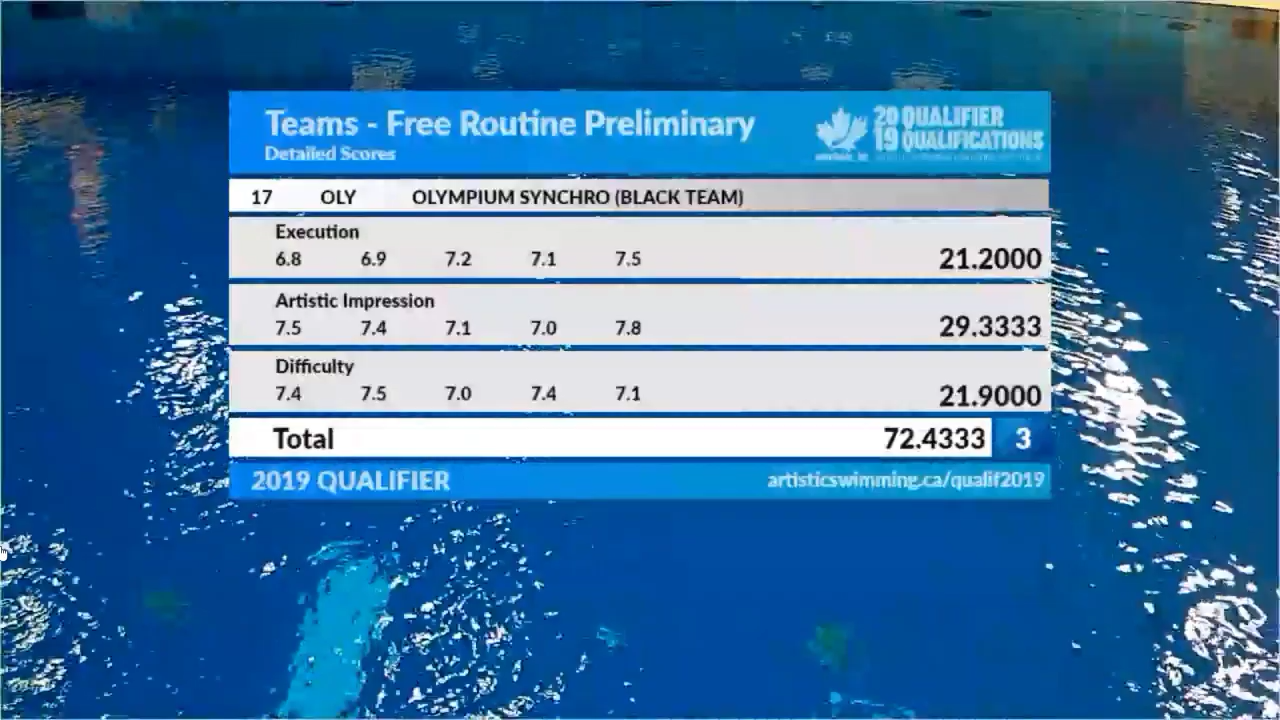 Teams - Free Routine Preliminary
Detailed Scores
20 QUALIFIER
19 QUALIFICATIONS
17 OLY OLYMPIUM SYNCHRO (BLACK TEAM)
Execution
6.8 6.9 7.2 7.1 7.5 21.2000
Artistic Impression
7.5 7.4 7.1 7.0 7.8 29.3333
Difficulty
7.4 7.5 7.0 7.4 7.1 21.9000
Total 72.4333 3
2019 QUALIFIER artisticswimming.ca/qualif2019